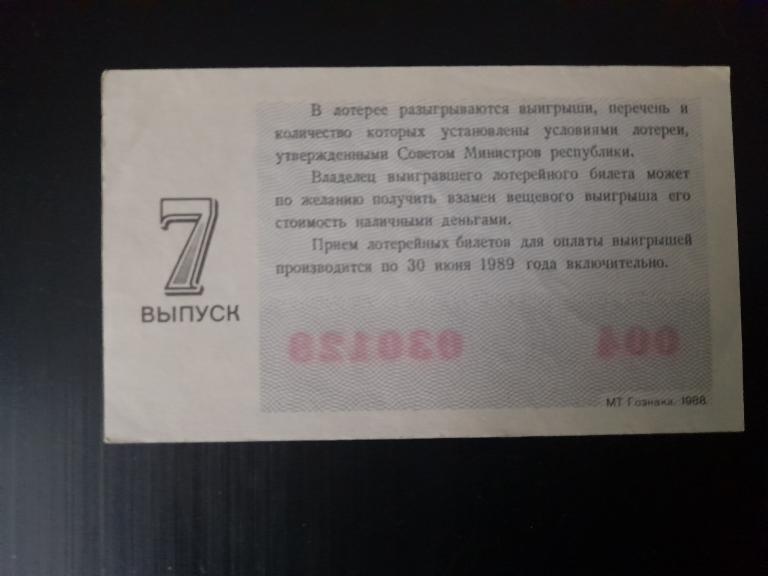 В лотерее разыгрываются выигрыши, перечень и
количество которых установлены условиями лотереи,
утвержденными Советом Министров республики.
Владелец выигравшего лотерейного билета может
по желанию получить взамен вещевого выигрыша его
стоимость наличными деньгами.
Прием лотерейных билетов для оплаты выигрышей
производится по 30 июня 1989 года включительно.
7
ВЫПУСК
004 030128
МТ Гознака. 1988.